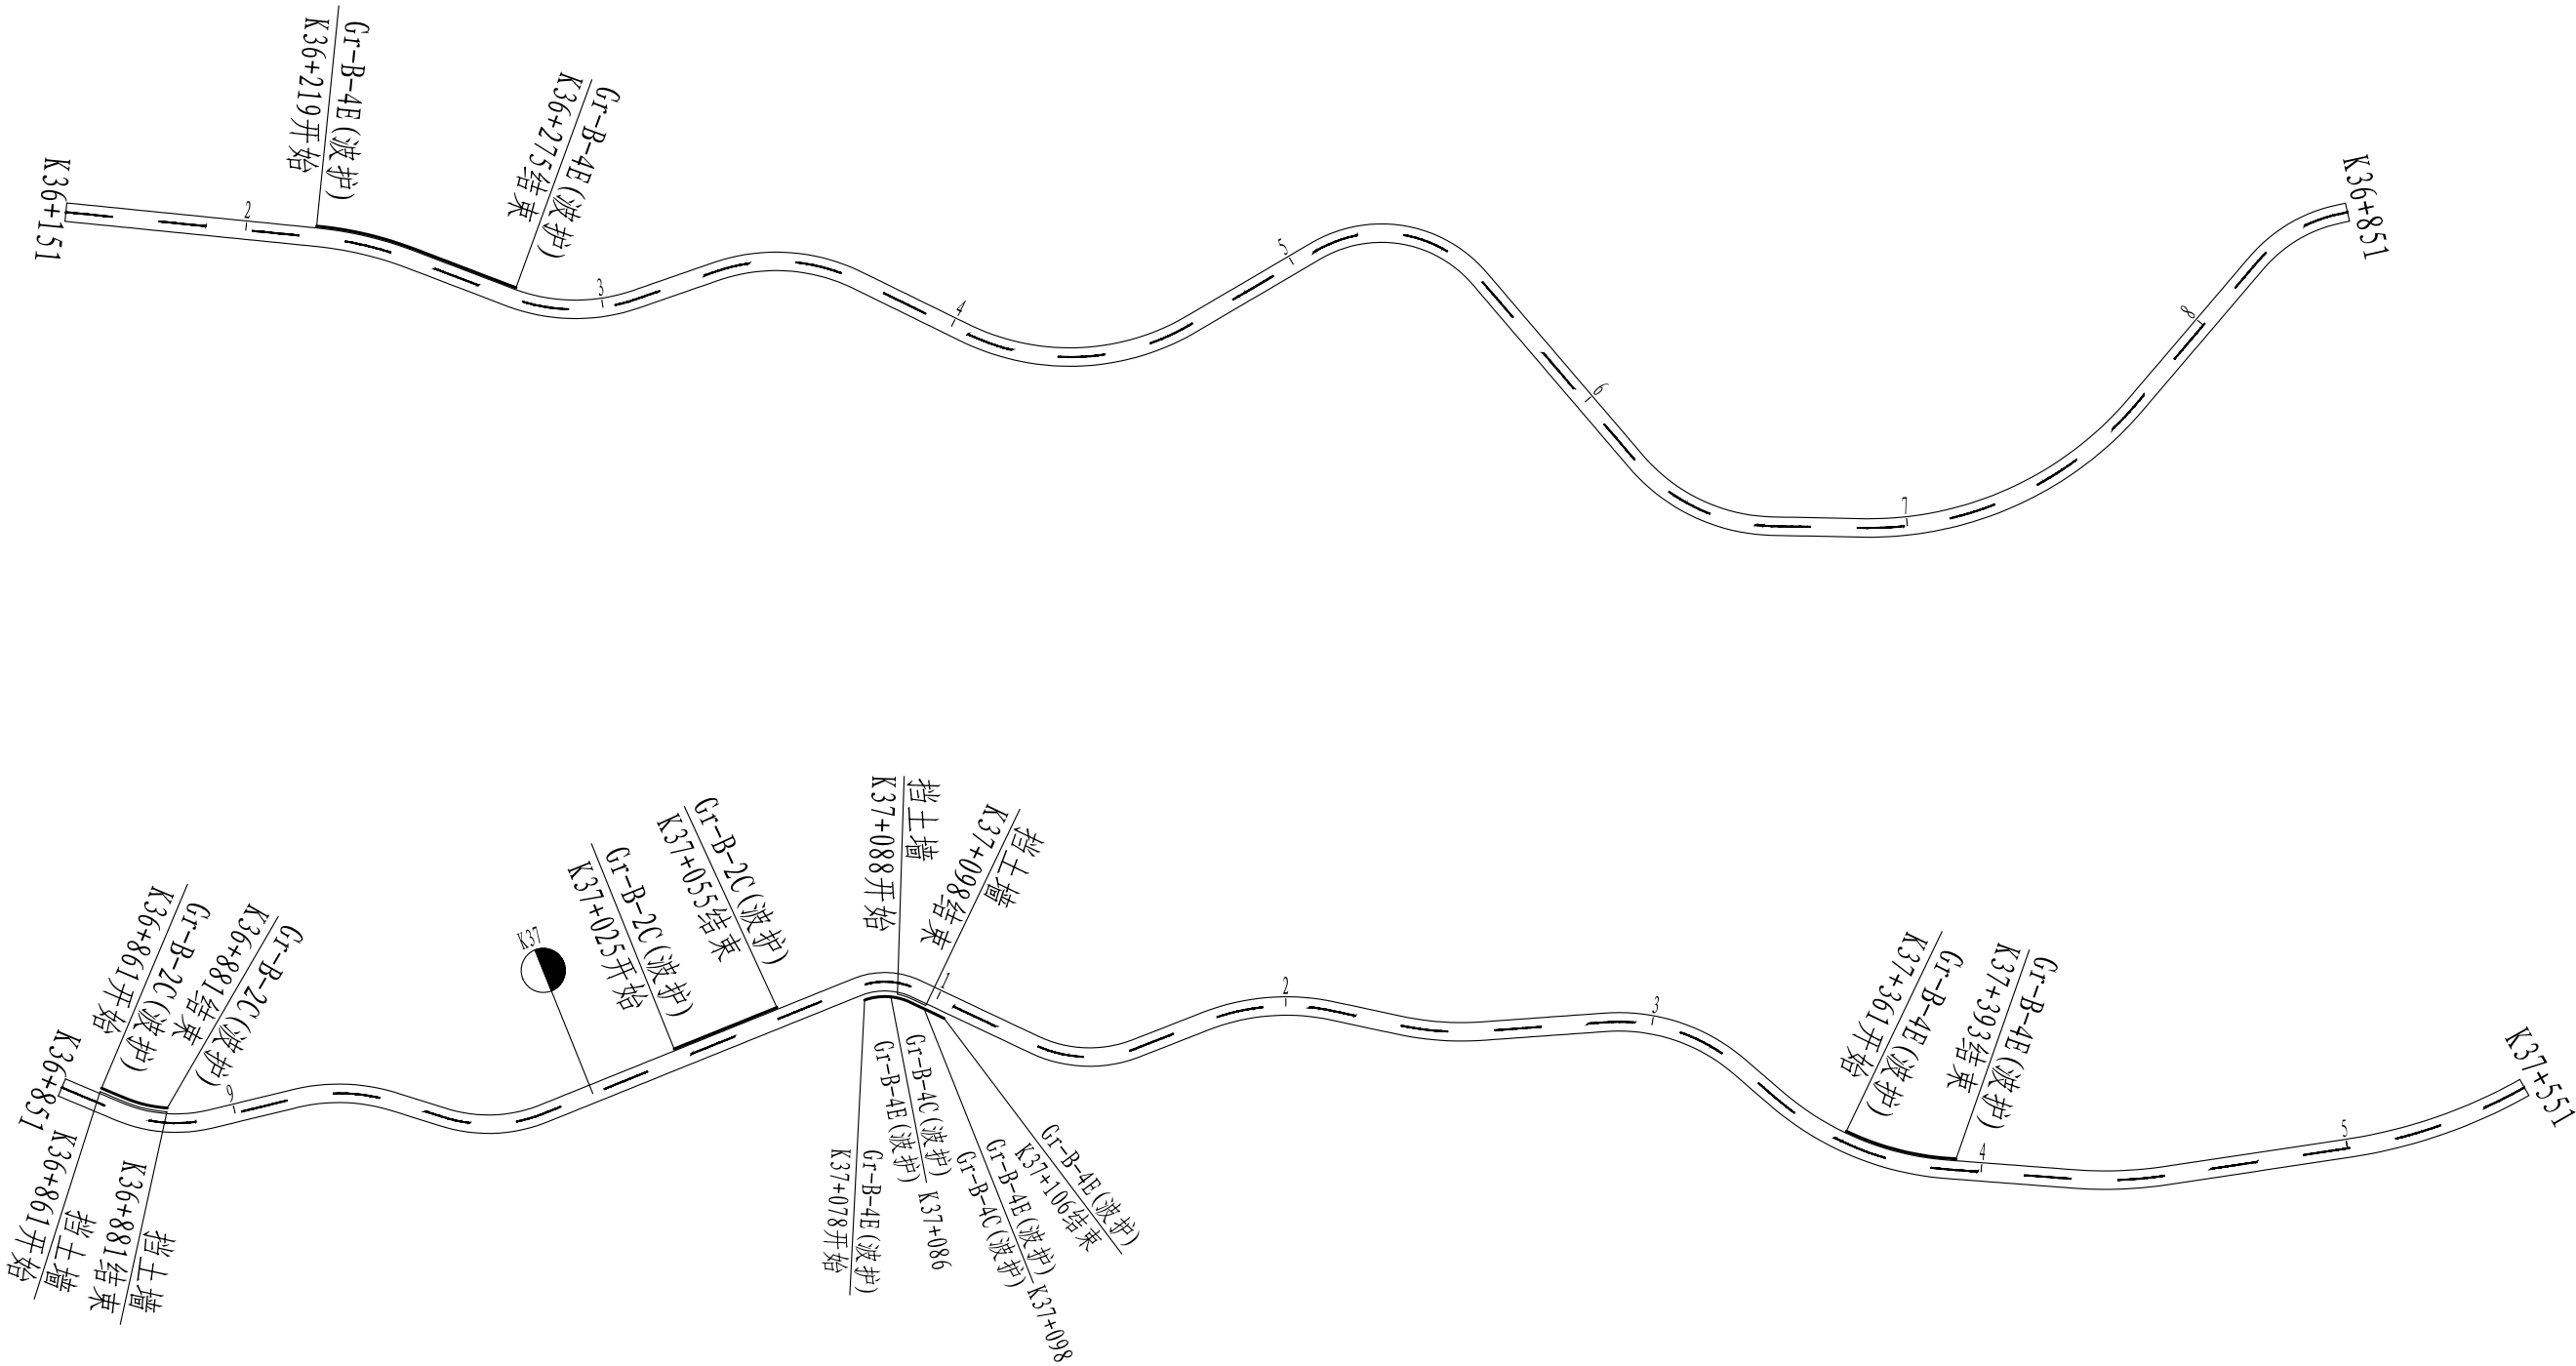 K36+151
Gr-B-4E(波护)
K36+219开始
Gr-B-4E(波护)
K36+275结束
2
3
4
5
6
7
8
K36+851
K36+851
Gr-B-2C(波护)
K36+861开始
Gr-B-2C(波护)
K36+881结束
挡土墙
K36+861开始
挡土墙
K36+881结束
9
K37
Gr-B-2C(波护)
K37+025开始
Gr-B-2C(波护)
K37+055结束
挡土墙
K37+088开始
挡土墙
K37+098结束
Gr-B-4E(波护)
K37+078开始
Gr-B-4C(波护)
Gr-B-4E(波护)
K37+086
Gr-B-4E(波护)
Gr-B-4C(波护)
K37+098
Gr-B-4E(波护)
K37+106结束
1
2
3
Gr-B-4E(波护)
K37+361开始
Gr-B-4E(波护)
K37+393结束
4
5
K37+551